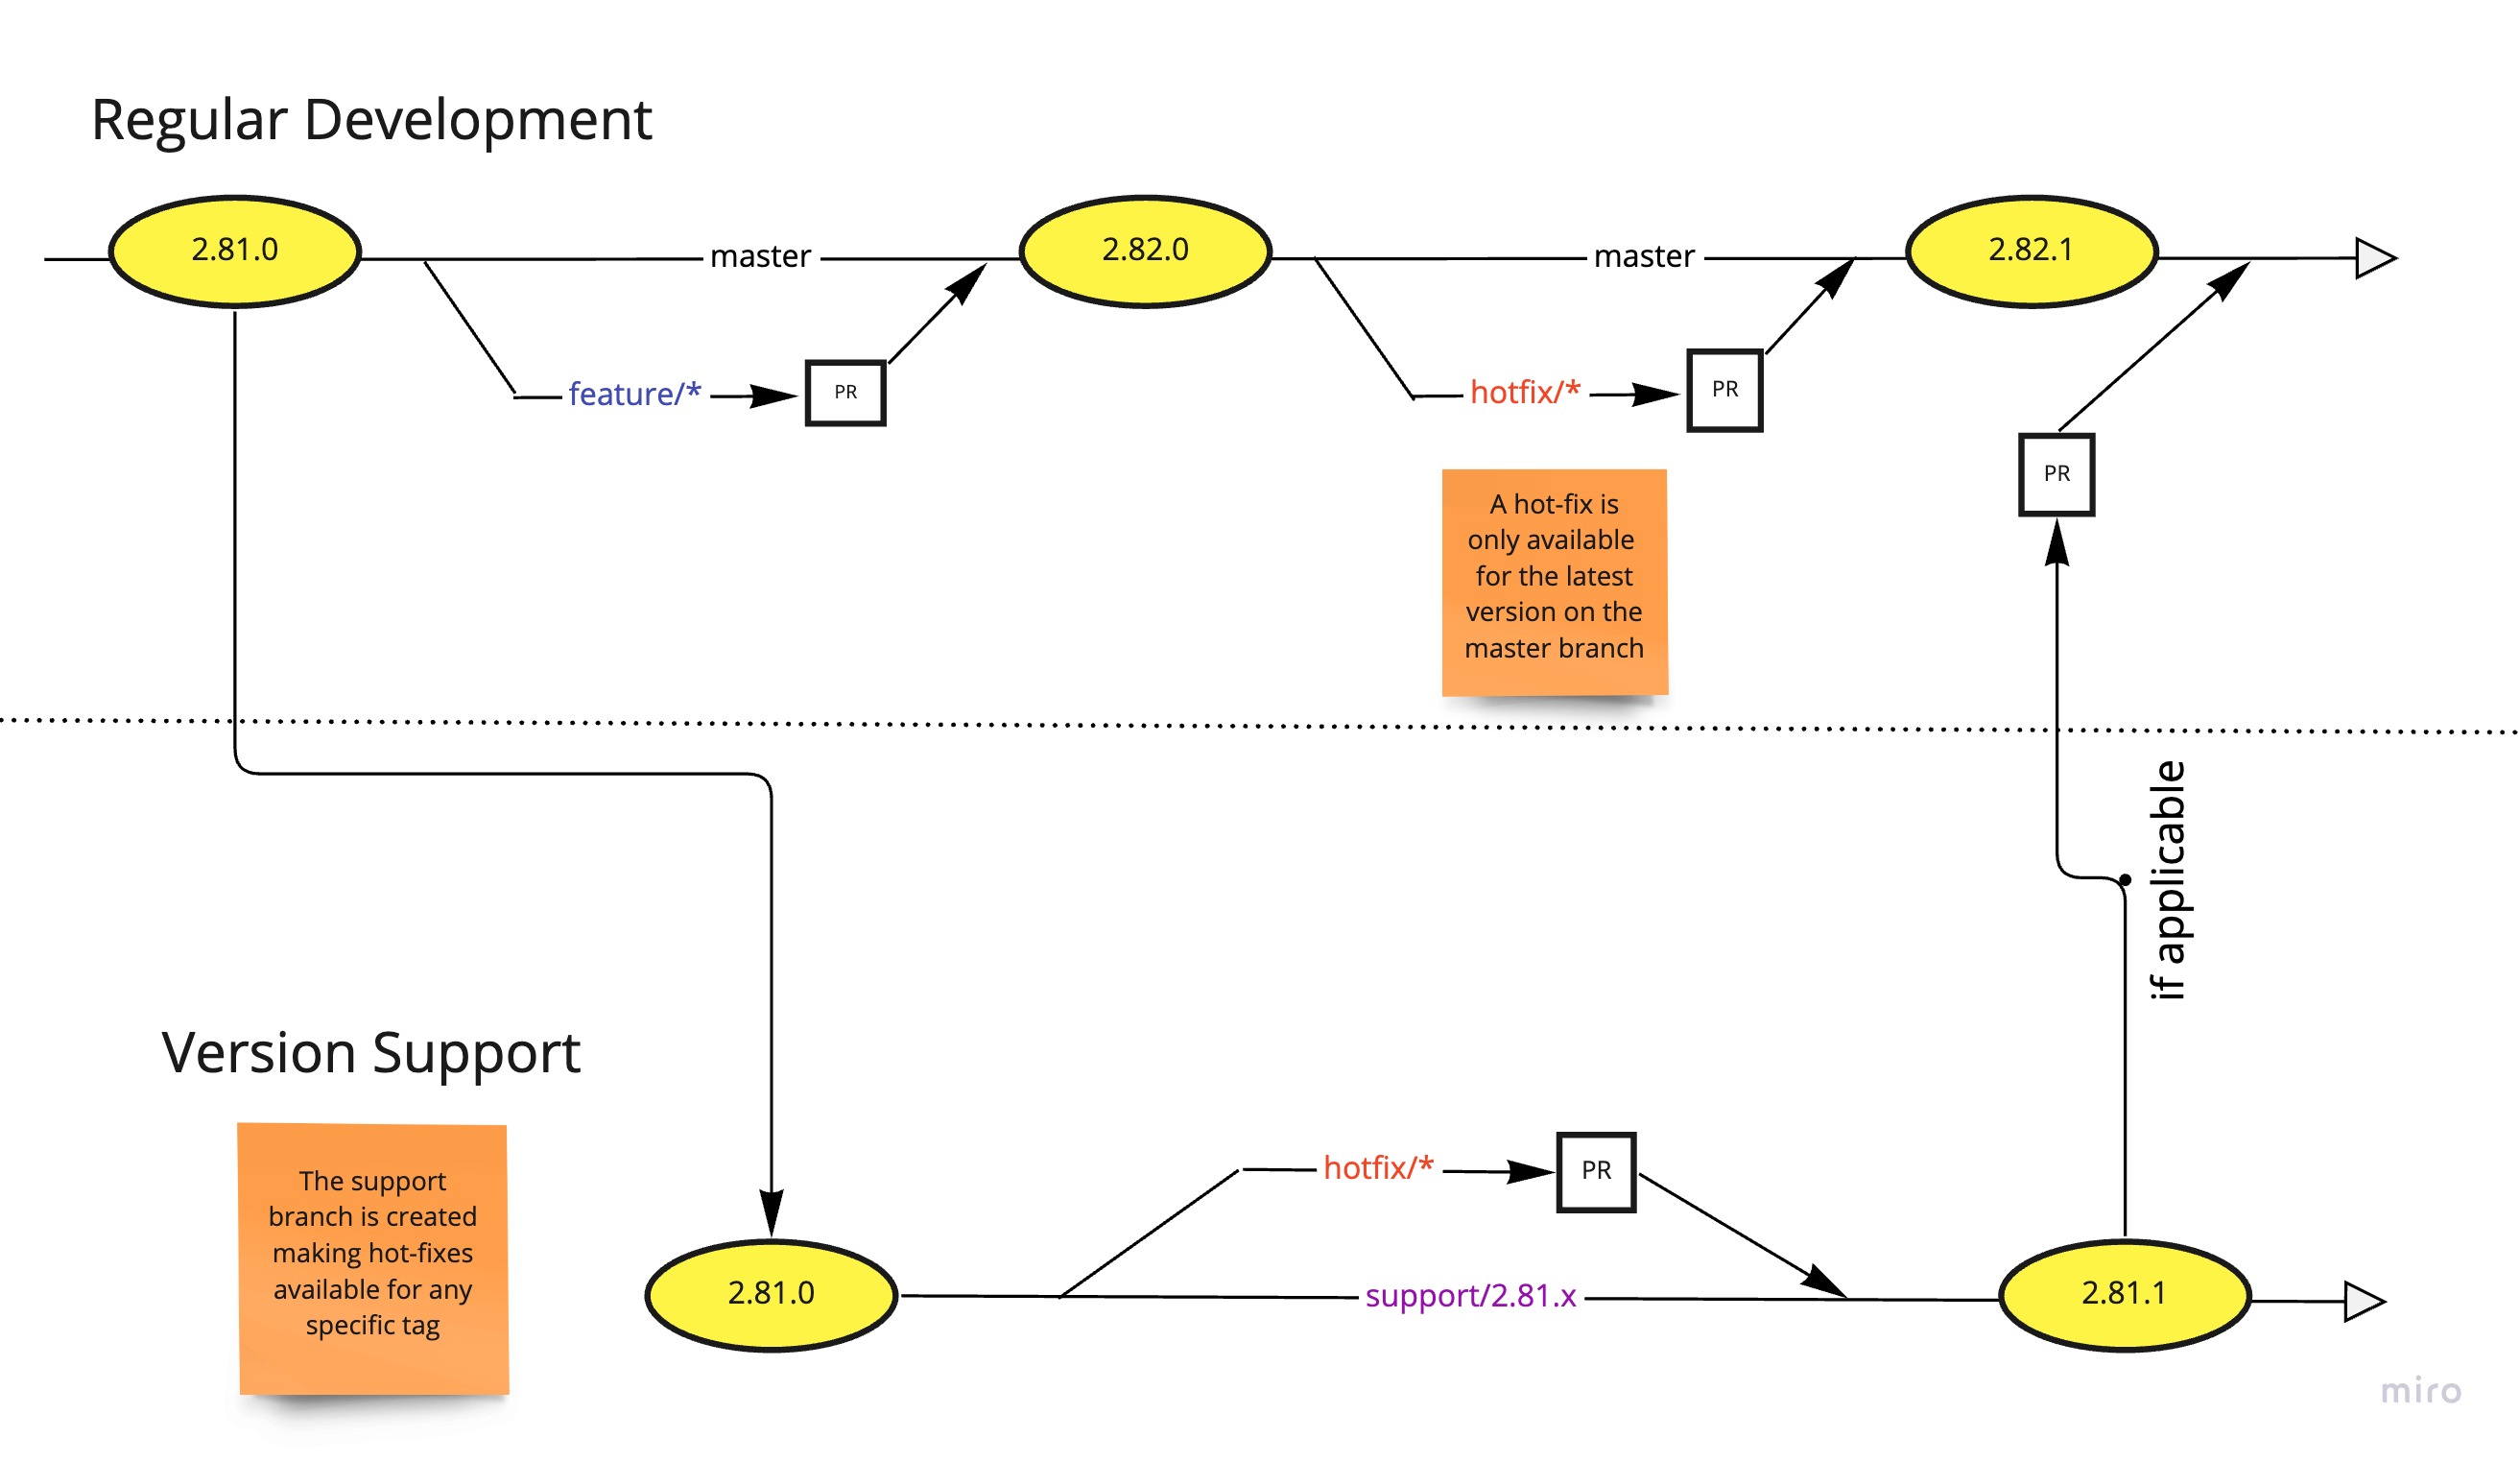 Regular Development
2.81.0
master
2.82.0
master
2.82.1
feature/*
PR
hotfix/*
PR
PR
A hot-fix is
only available
for the latest
version on the
master branch
if applicable
Version Support
The support
branch is created
making hot-fixes
available for any
specific tag
hotfix/*
PR
2.81.0
support/2.81.x
2.81.1
miro